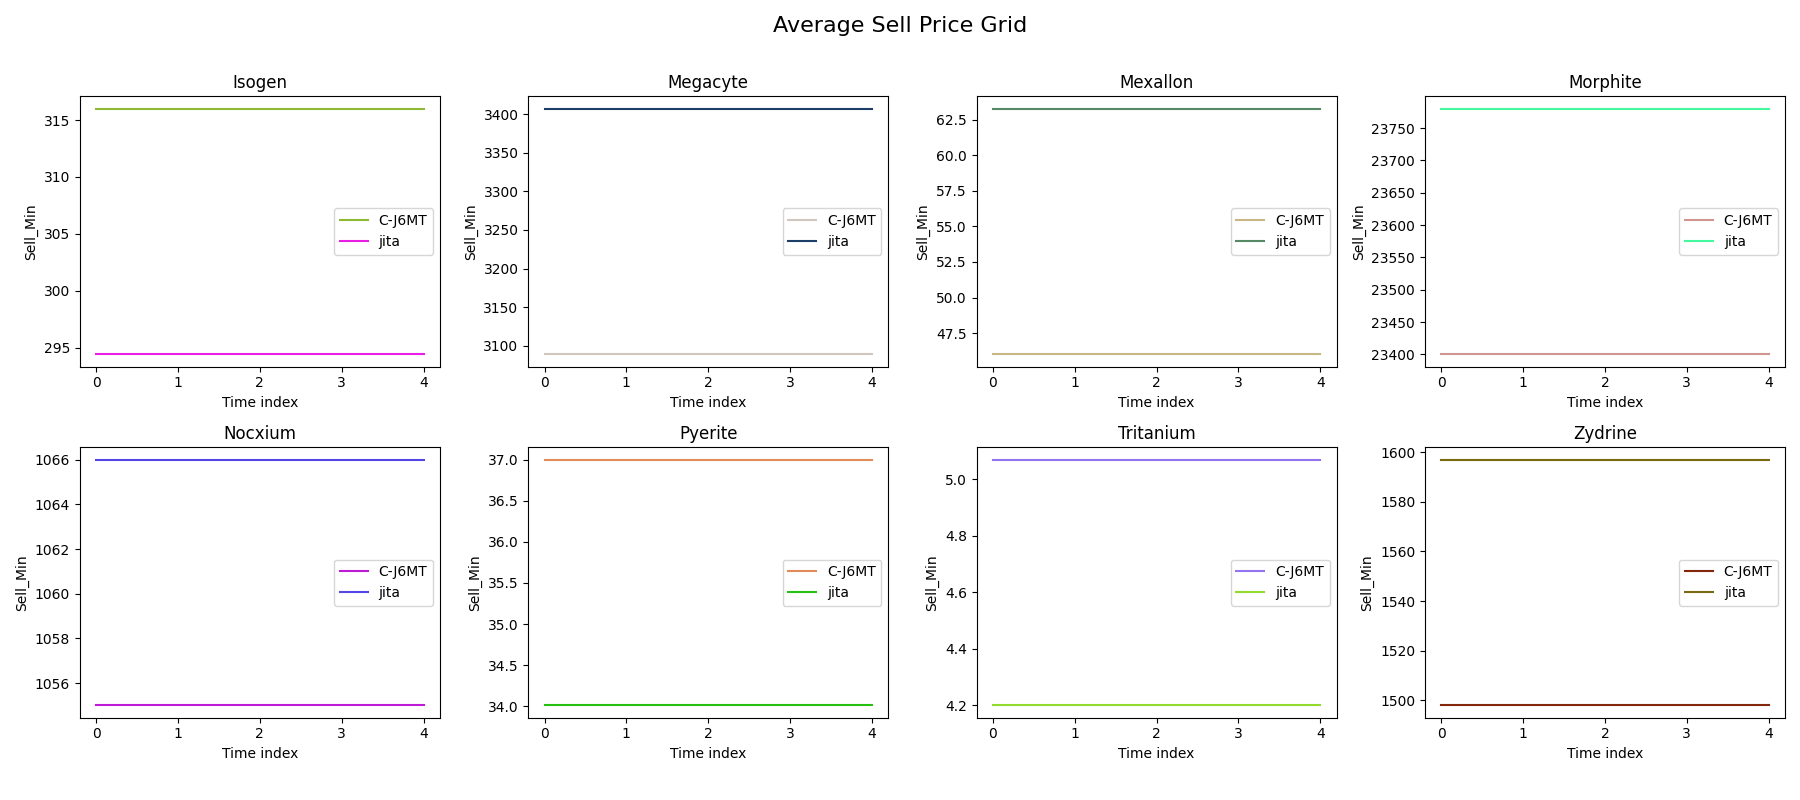 Average Sell Price Grid
Isogen
Megacyte
Mexallon
Morphite
Sell_Min
315
310
305
300
295
C-J6MT
jita
0 1 2 3 4
Time index
Sell_Min
3400
3350
3300
3250
3200
3150
3100
C-J6MT
jita
0 1 2 3 4
Time index
Sell_Min
62.5
60.0
57.5
55.0
52.5
50.0
47.5
C-J6MT
jita
0 1 2 3 4
Time index
Sell_Min
23750
23700
23650
23600
23550
23500
23450
23400
C-J6MT
jita
0 1 2 3 4
Time index
Nocxium
Pyerite
Tritanium
Zydrine
Sell_Min
1066
1064
1062
1060
1058
1056
C-J6MT
jita
0 1 2 3 4
Time index
Sell_Min
37.0
36.5
36.0
35.5
35.0
34.5
34.0
C-J6MT
jita
0 1 2 3 4
Time index
Sell_Min
5.0
4.8
4.6
4.4
4.2
C-J6MT
jita
0 1 2 3 4
Time index
Sell_Min
1600
1580
1560
1540
1520
1500
C-J6MT
jita
0 1 2 3 4
Time index